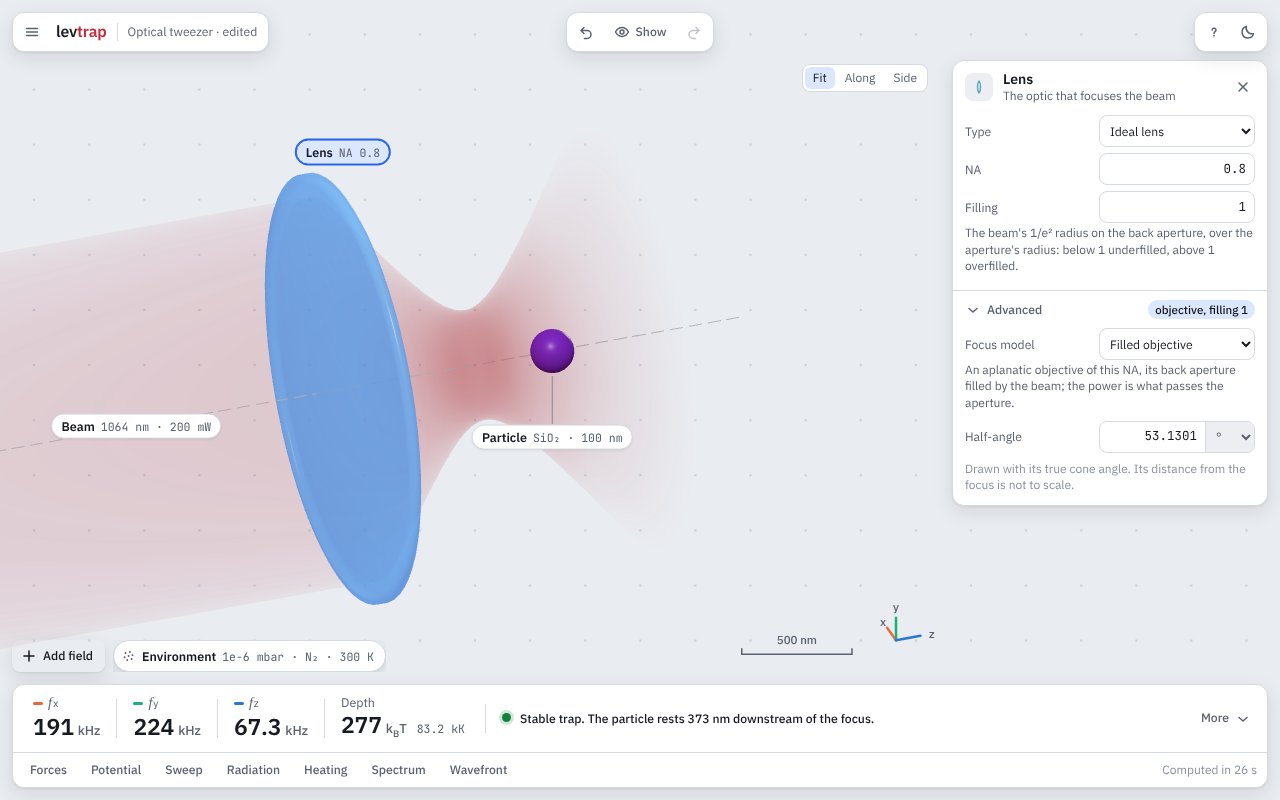 levtrap
Optical tweezer · edited
Show
?
Fit Along Side
Lens
The optic that focuses the beam
Type Ideal lens
NA 0.8
Filling 1
The beam's 1/e² radius on the back aperture, over the
aperture's radius: below 1 underfilled, above 1
overfilled.
Advanced objective, filling 1
Focus model Filled objective
An aplanatic objective of this NA, its back aperture
filled by the beam; the power is what passes the
aperture.
Half-angle 53.1301 °
Drawn with its true cone angle. Its distance from the
focus is not to scale.
Lens NA 0.8
Beam 1064 nm · 200 mW
Particle SiO₂ · 100 nm
500 nm
y
x
z
Add field
Environment 1e-6 mbar · N₂ · 300 K
fx
191 kHz
fy
224 kHz
fz
67.3 kHz
Depth
277 kBT 83.2 kK
Stable trap. The particle rests 373 nm downstream of the focus.
More
Forces Potential Sweep Radiation Heating Spectrum Wavefront
Computed in 26 s